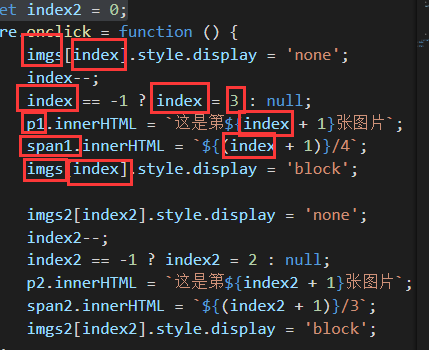 et index2 = 0;
re.onclick = function () {
imgs[index].style.display = 'none';
index--;
index == -1 ? index = 3 : null;
p1.innerHTML = `这是第${index + 1}张图片`;
span1.innerHTML = `${(index + 1)}/4`;
imgs[index].style.display = 'block';
imgs2[index2].style.display = 'none';
index2--;
index2 == -1 ? index2 = 2 : null;
p2.innerHTML = `这是第${index2 + 1}张图片`;
span2.innerHTML = `${(index2 + 1)}/3`;
imgs2[index2].style.display = 'block';